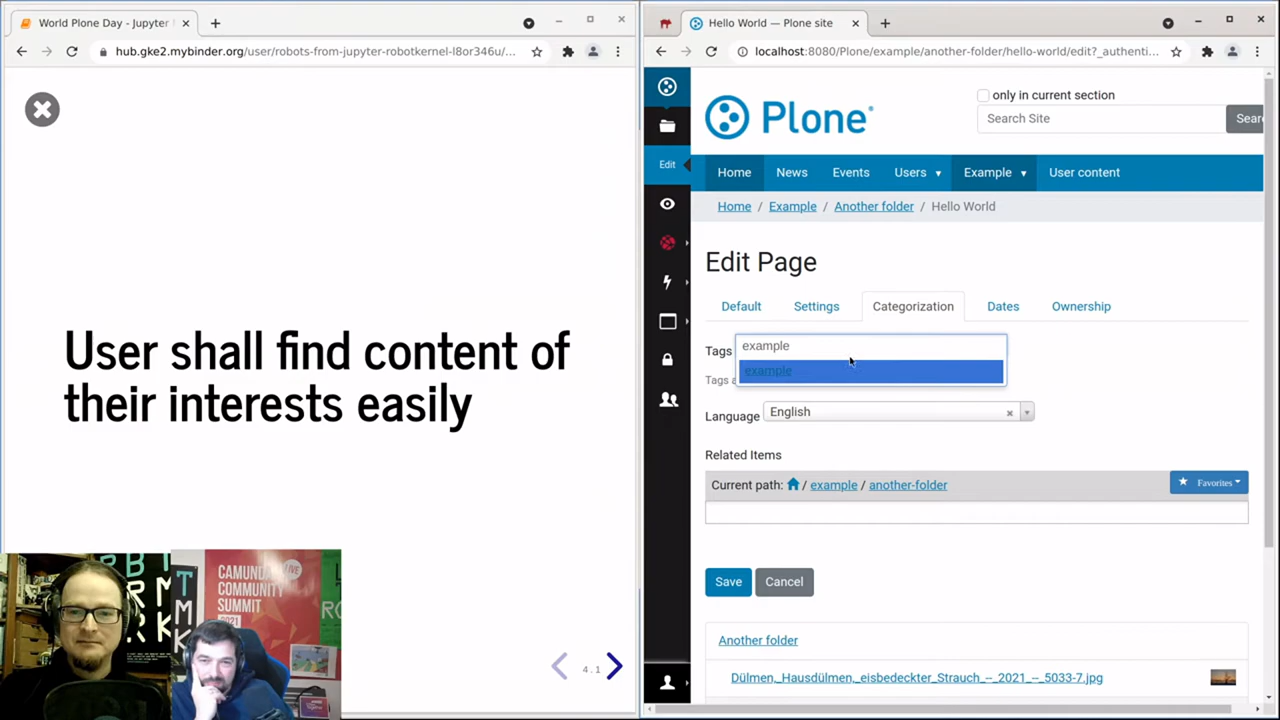 World Plone Day - Jupyter
hub.gke2.mybinder.org/user/robots-from-jupyter-robotkernel-l8or346u/...
User shall find content of
their interests easily
4.1
CAMUNDA LIVE
COMMUNITY
SUMMIT
2021
Hello World — Plone site
localhost:8080/Plone/example/another-folder/hello-world/edit?_authenti...
Edit
Plone
only in current section
Search Site
Sear
Home News Events Users Example User content
Home / Example / Another folder / Hello World
Edit Page
Default Settings Categorization Dates Ownership
Tags example
example
Tags a
Language English
Related Items
Current path: / example / another-folder
Favorites
Save Cancel
Another folder
Dülmen,_Hausdülmen,_eisbedeckter_Strauch_--_2021_--_5033-7.jpg